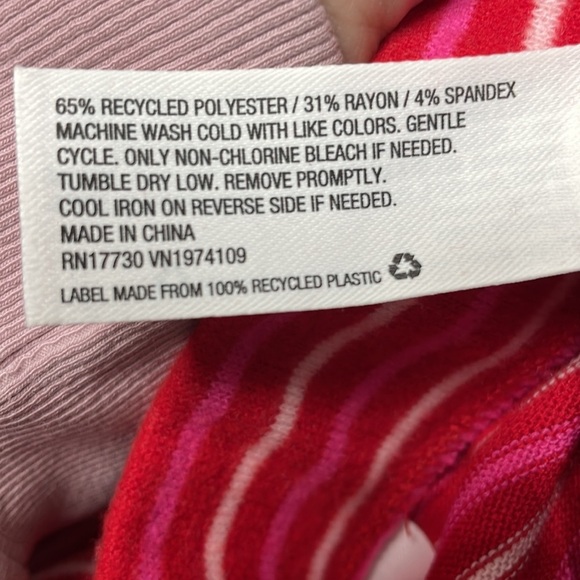 65% RECYCLED POLYESTER / 31% RAYON / 4% SPANDEX
MACHINE WASH COLD WITH LIKE COLORS. GENTLE
CYCLE. ONLY NON-CHLORINE BLEACH IF NEEDED.
TUMBLE DRY LOW. REMOVE PROMPTLY.
COOL IRON ON REVERSE SIDE IF NEEDED.
MADE IN CHINA
RN17730 VN1974109
LABEL MADE FROM 100% RECYCLED PLASTIC